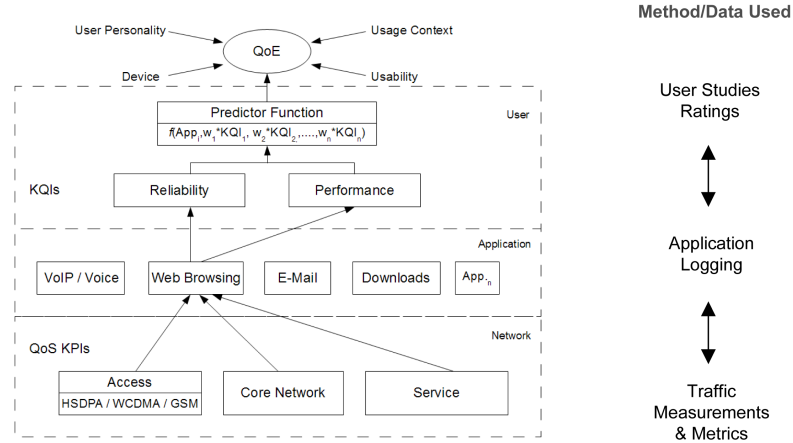 Method/Data Used
User Personality
Usage Context
QoE
Device
Usability
User Studies
Ratings
Predictor Function
User
f(Appi,w1*KQI1, w2*KQI2,....,wn*KQIn)
KQIs
Reliability
Performance
Application
Application
Logging
VoIP / Voice
Web Browsing
E-Mail
Downloads
App.n
Network
QoS KPIs
Access
HSDPA / WCDMA / GSM
Core Network
Service
Traffic
Measurements
& Metrics